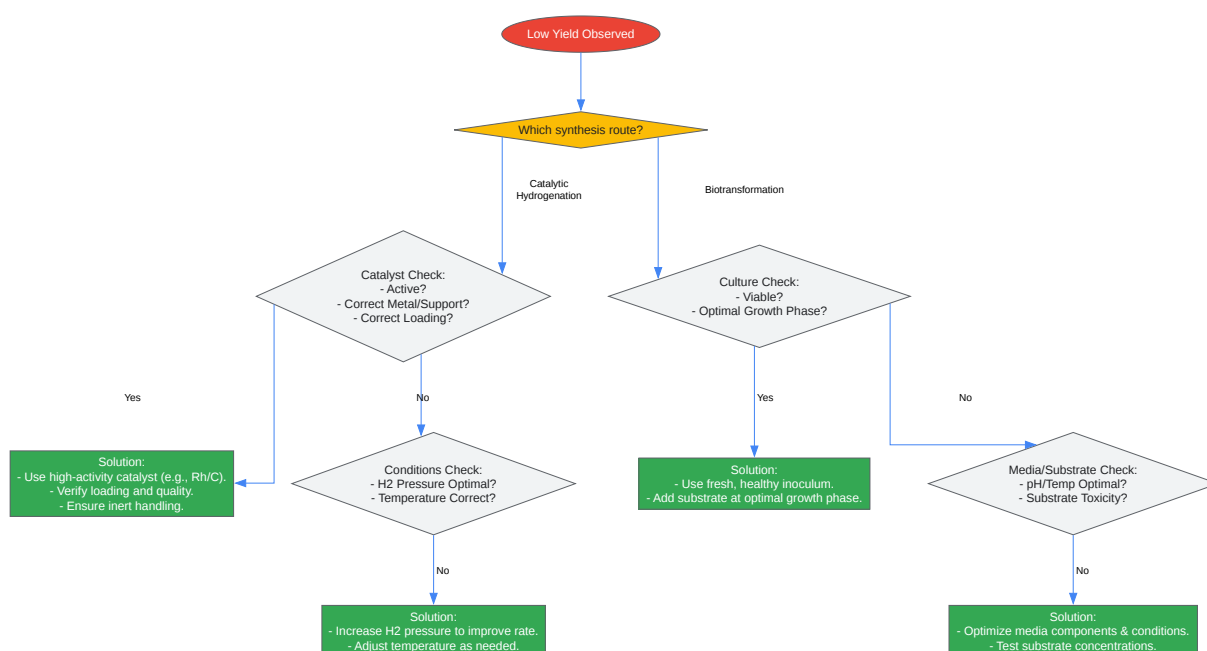 Low Yield Observed
Which synthesis route?
Catalytic
Hydrogenation
Biotransformation
Catalyst Check:
- Active?
- Correct Metal/Support?
- Correct Loading?
Culture Check:
- Viable?
- Optimal Growth Phase?
Yes
No
Yes
No
Solution:
- Use high-activity catalyst (e.g., Rh/C).
- Verify loading and quality.
- Ensure inert handling.
Conditions Check:
- H2 Pressure Optimal?
- Temperature Correct?
Solution:
- Use fresh, healthy inoculum.
- Add substrate at optimal growth phase.
Media/Substrate Check:
- pH/Temp Optimal?
- Substrate Toxicity?
No
No
Solution:
- Increase H2 pressure to improve rate.
- Adjust temperature as needed.
Solution:
- Optimize media components & conditions.
- Test substrate concentrations.